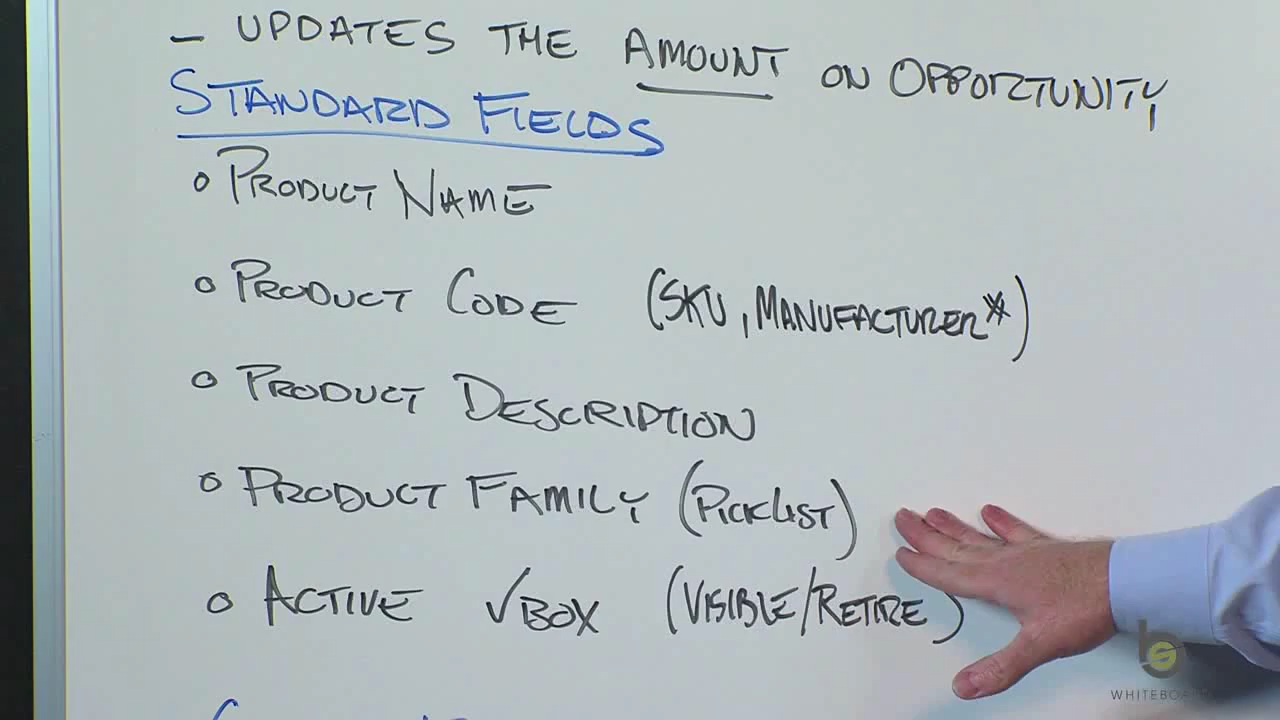 - UPDATES THE AMOUNT ON OPPORTUNITY
STANDARD FIELDS
o PRODUCT NAME
o PRODUCT CODE (SKU, MANUFACTURER*)
o PRODUCT DESCRIPTION
o PRODUCT FAMILY (PICKLIST)
o ACTIVE √BOX (VISIBLE/RETIRE)
bs